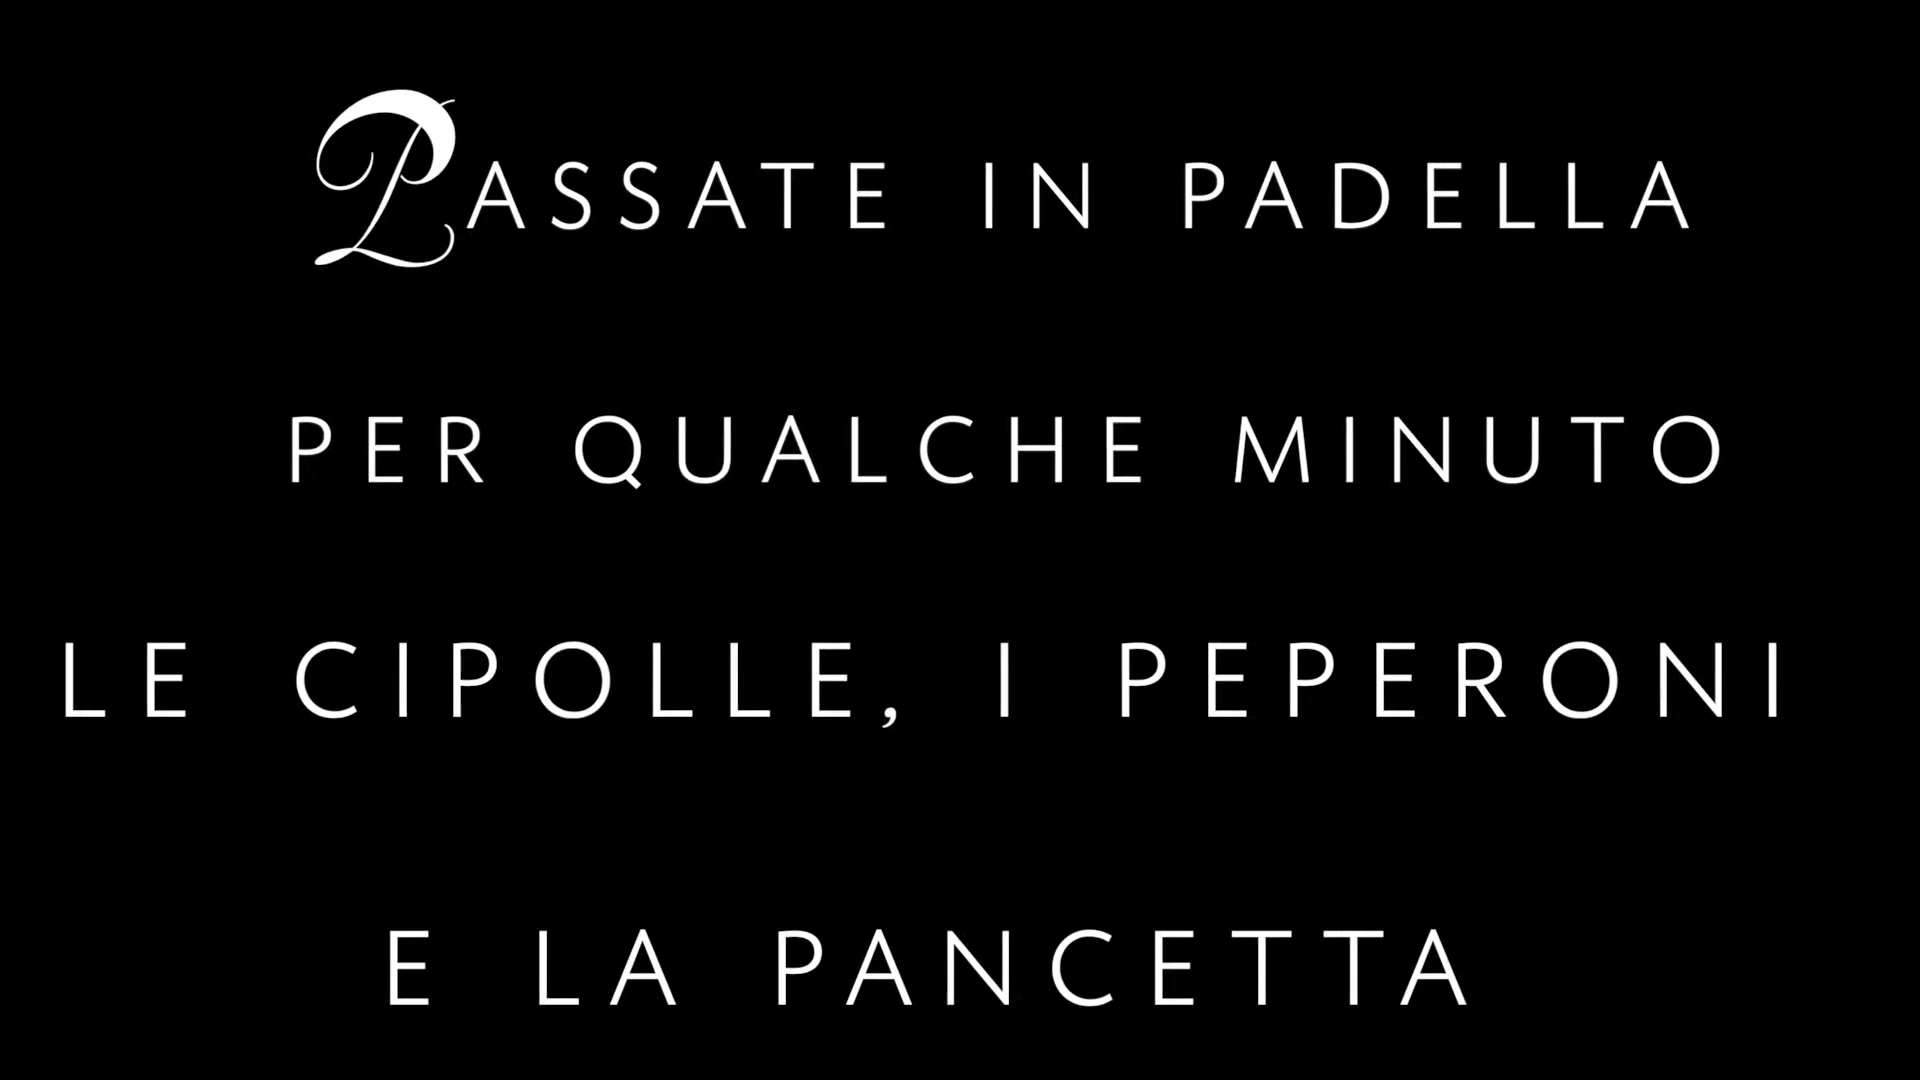 PASSATE IN PADELLA
PER QUALCHE MINUTO
LE CIPOLLE, I PEPERONI
E LA PANCETTA